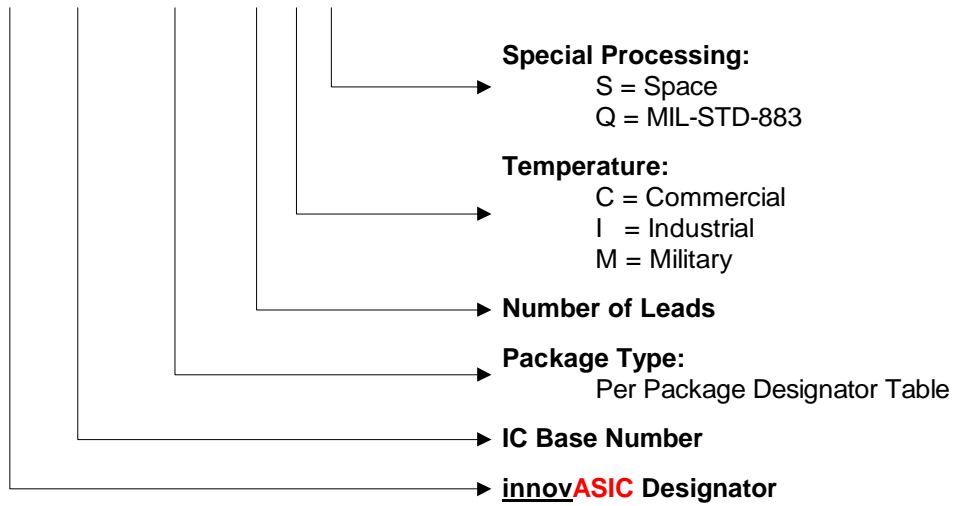 Special Processing:
S = Space
Q = MIL-STD-883
Temperature:
C = Commercial
I = Industrial
M = Military
Number of Leads
Package Type:
Per Package Designator Table
IC Base Number
innovASIC Designator